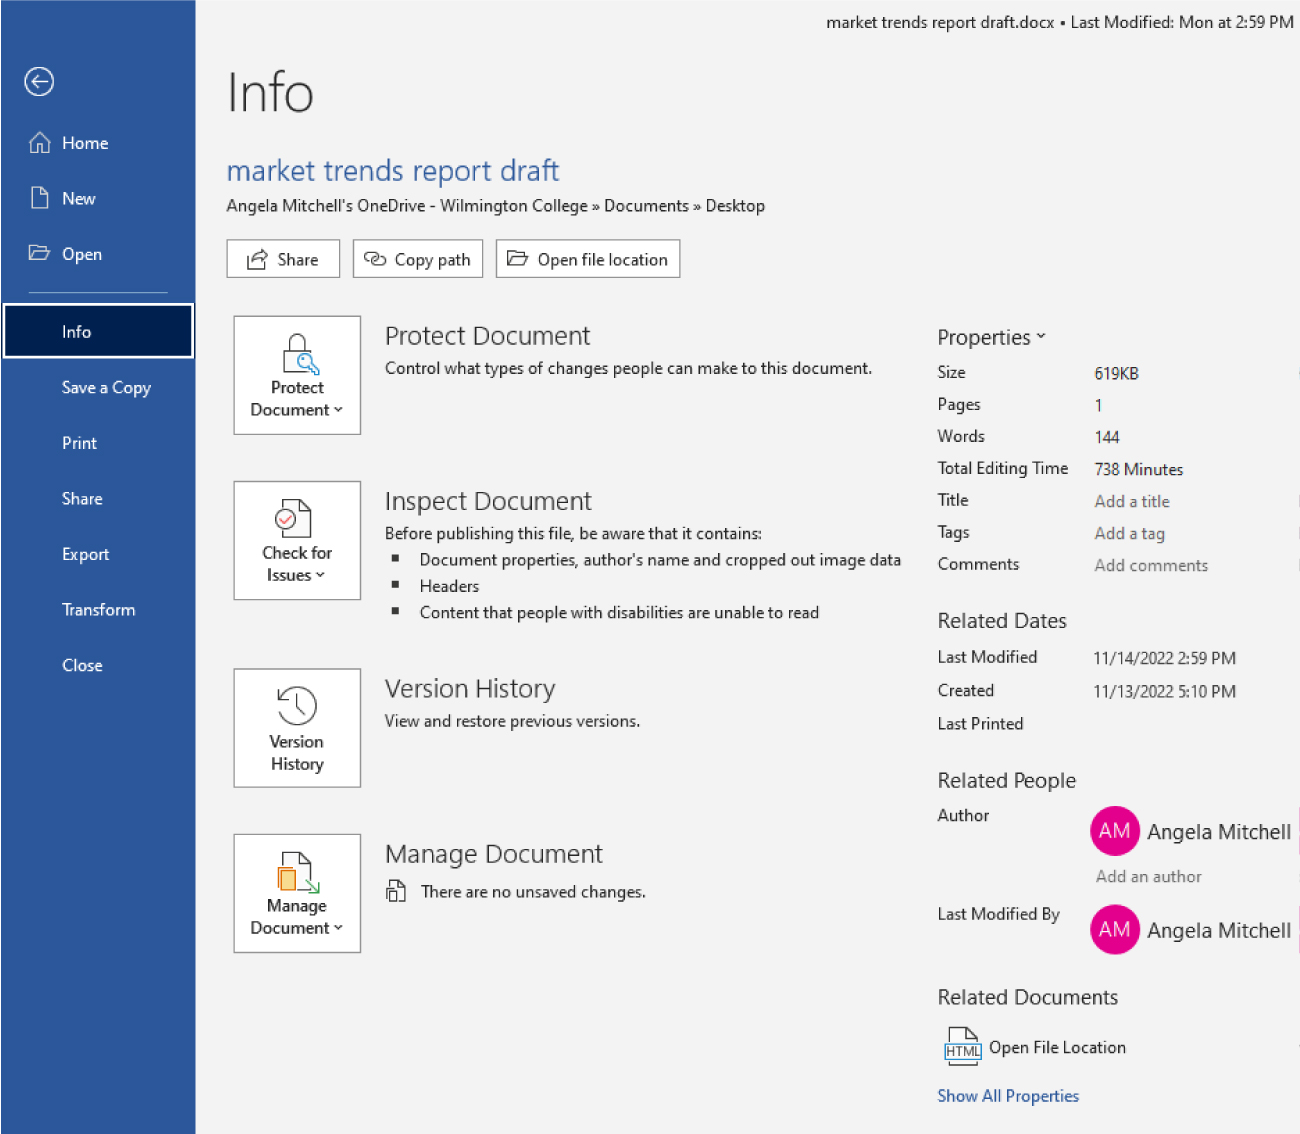 market trends report draft.docx • Last Modified: Mon at 2:59 PM
Info
Home
New
Open
Info
Save a Copy
Print
Share
Export
Transform
Close
market trends report draft
Angela Mitchell's OneDrive - Wilmington College » Documents » Desktop
Share
Copy path
Open file location
Protect
Document
Protect Document
Control what types of changes people can make to this document.
Check for
Issues
Inspect Document
Before publishing this file, be aware that it contains:
▪ Document properties, author's name and cropped out image data
▪ Headers
▪ Content that people with disabilities are unable to read
Version
History
Version History
View and restore previous versions.
Manage
Document
Manage Document
There are no unsaved changes.
Properties
Size 619KB
Pages 1
Words 144
Total Editing Time 738 Minutes
Title Add a title
Tags Add a tag
Comments Add comments
Related Dates
Last Modified 11/14/2022 2:59 PM
Created 11/13/2022 5:10 PM
Last Printed
Related People
Author AM Angela Mitchell
Add an author
Last Modified By AM Angela Mitchell
Related Documents
HTML Open File Location
Show All Properties